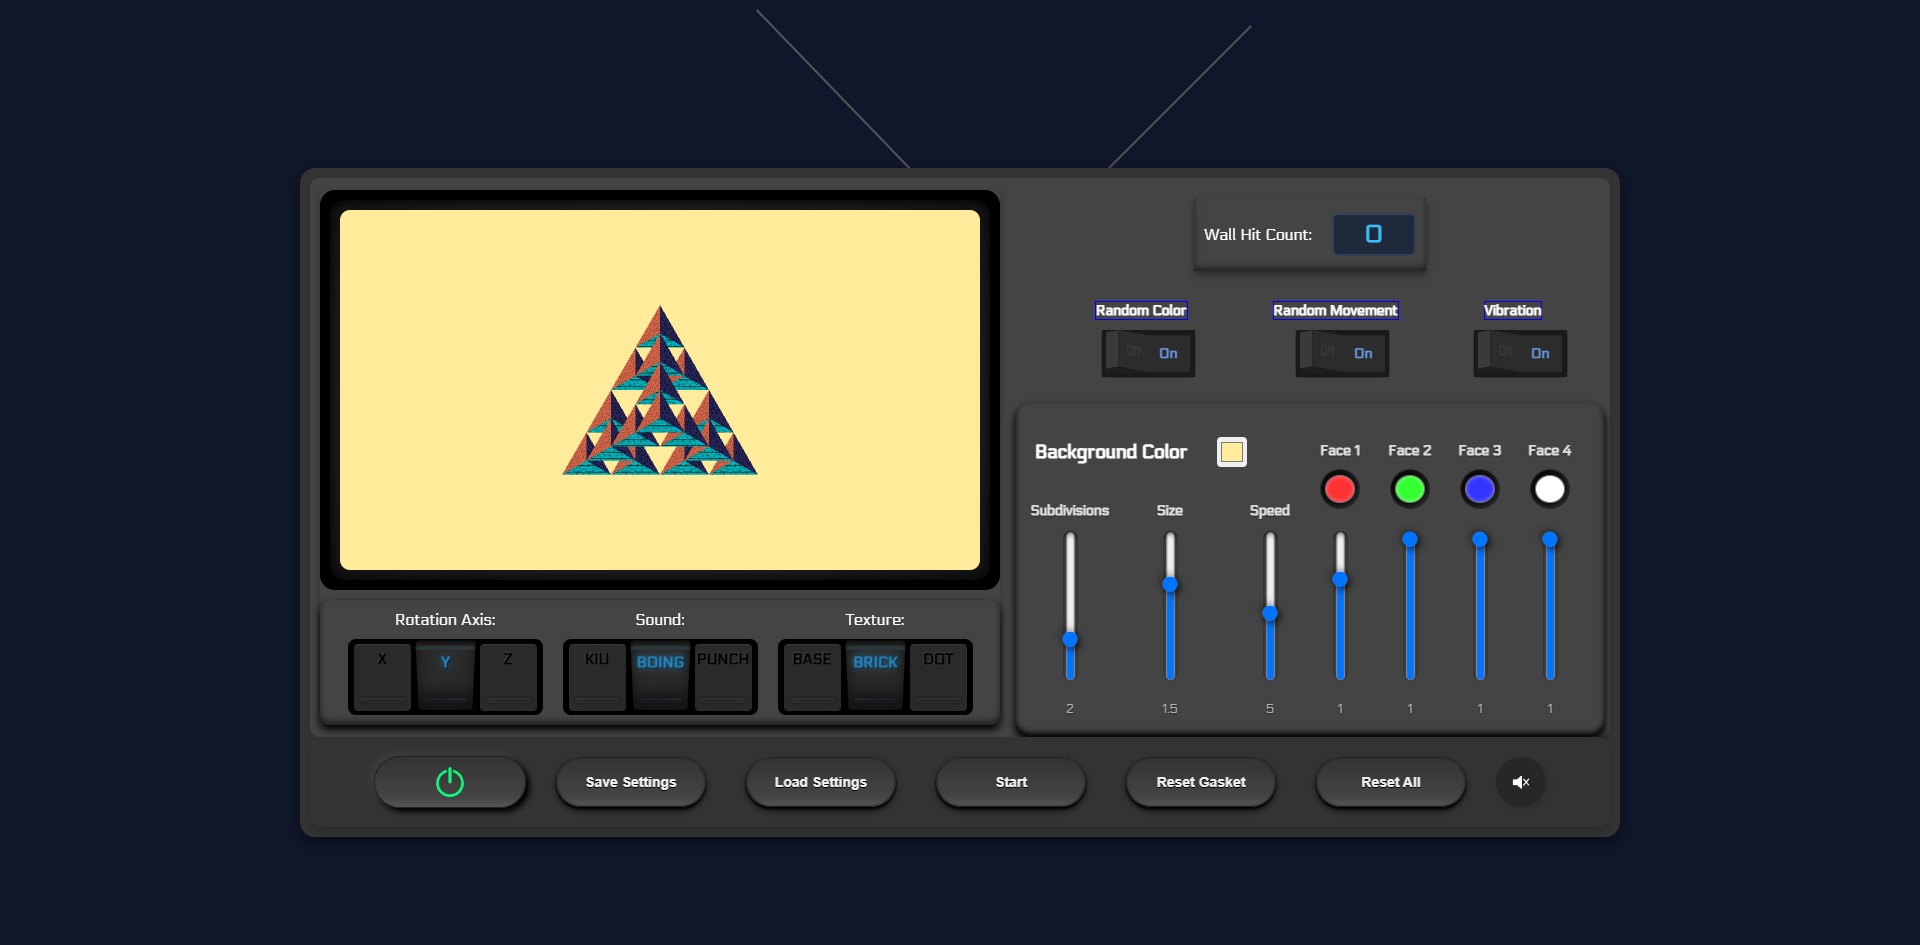 Wall Hit Count: 0
Random Color Random Movement Vibration
Off On Off On Off On
Background Color Face 1 Face 2 Face 3 Face 4
Subdivisions Size Speed
2 1.5 5 1 1 1 1
Rotation Axis: Sound: Texture:
X Y Z KIU BOING PUNCH BASE BRICK DOT
Save Settings Load Settings Start Reset Gasket Reset All